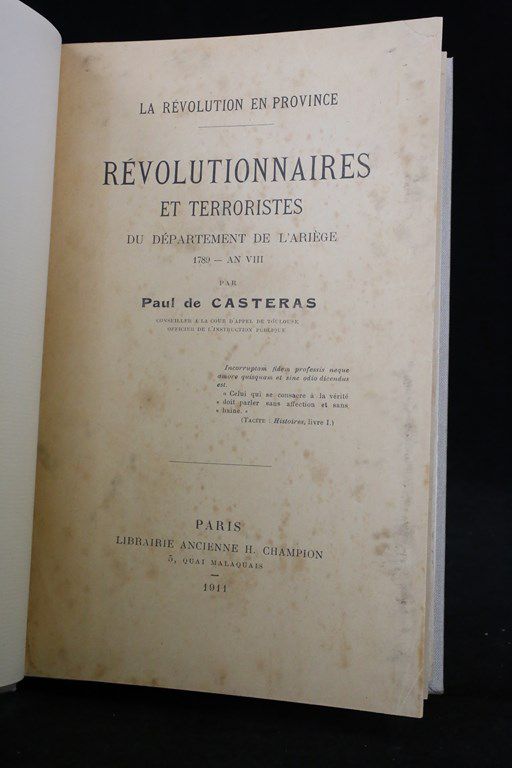 LA RÉVOLUTION EN PROVINCE
RÉVOLUTIONNAIRES
ET TERRORISTES
DU DÉPARTEMENT DE L'ARIÈGE
1789 — AN VIII
PAR
Paul de CASTERAS
CONSEILLER A LA COUR D'APPEL DE TOULOUSE
OFFICIER DE L'INSTRUCTION PUBLIQUE
Incorruptam fidem professis neque
amore quisquam et sine odio dicendus
est.
« Celui qui se consacre à la vérité
« doit parler sans affection et sans
« haine. »
(TACITE : Histoires, livre I.)
PARIS
LIBRAIRIE ANCIENNE H. CHAMPION
5, QUAI MALAQUAIS
1911